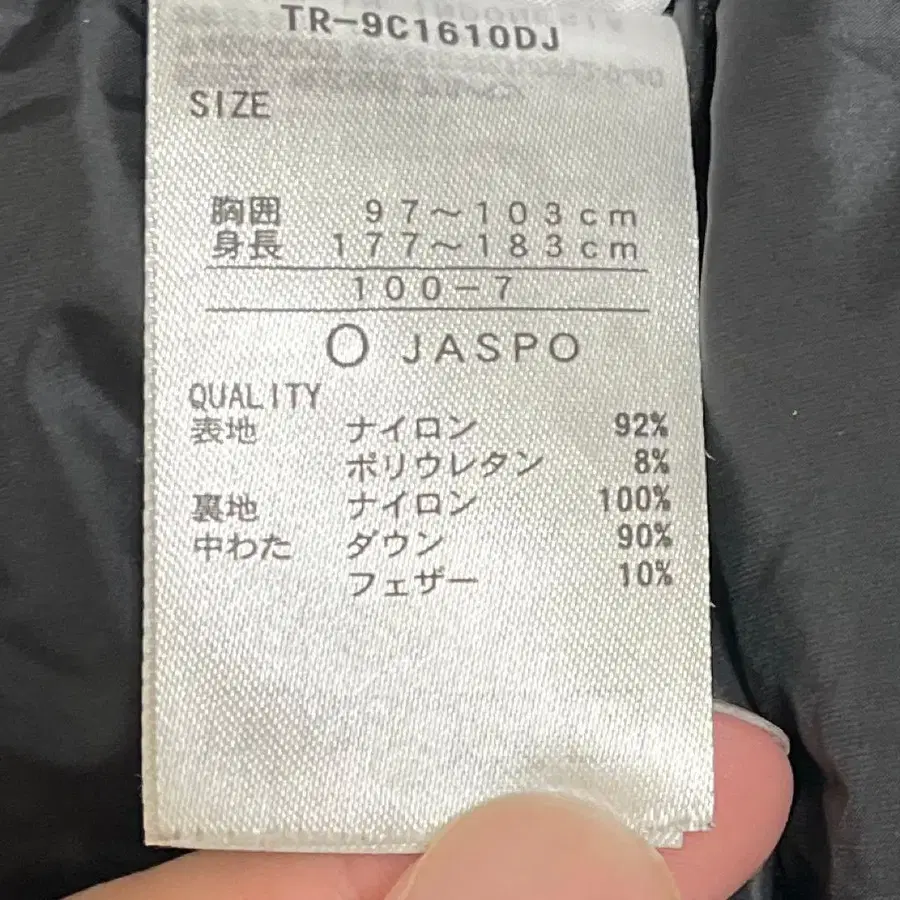 TR-9C1610DJ
SIZE
胸囲 97～103cm
身長 177～183cm
100-7
O JASPO
QUALITY
表地 ナイロン 92%
ポリウレタン 8%
裏地 ナイロン 100%
中わた ダウン 90%
フェザー 10%